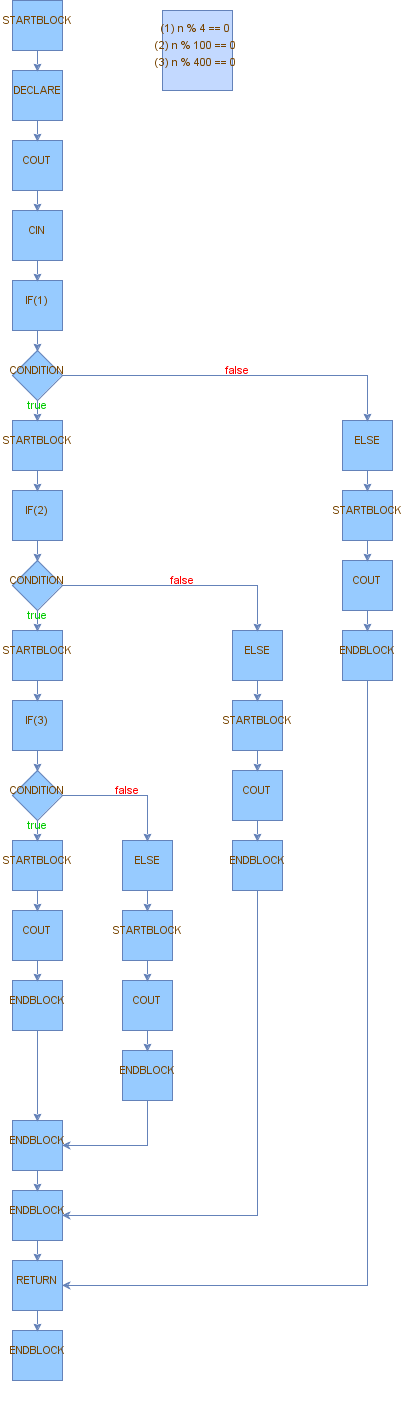 STARTBLOCK
(1) n % 4 == 0
(2) n % 100 == 0
(3) n % 400 == 0
DECLARE
COUT
CIN
IF(1)
CONDITION
false
true
STARTBLOCK
ELSE
IF(2)
STARTBLOCK
CONDITION
false
COUT
true
STARTBLOCK
ELSE
ENDBLOCK
IF(3)
STARTBLOCK
CONDITION
false
COUT
true
STARTBLOCK
ELSE
ENDBLOCK
COUT
STARTBLOCK
ENDBLOCK
COUT
ENDBLOCK
ENDBLOCK
ENDBLOCK
RETURN
ENDBLOCK